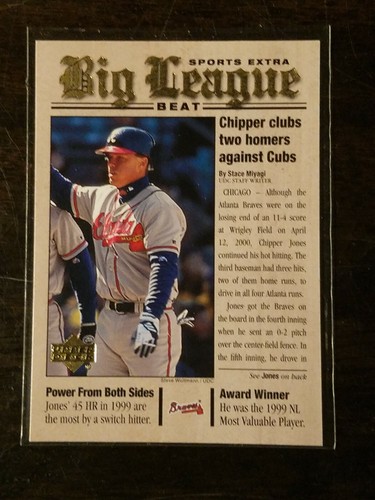 SPORTS EXTRA
Big League
BEAT
Chipper clubs
two homers
against Cubs
By Stace Miyagi
UDC STAFF WRITER
CHICAGO – Although the
Atlanta Braves were on the
losing end of an 11-4 score
at Wrigley Field on April
12, 2000, Chipper Jones
continued his hot hitting. The
third baseman had three hits,
two of them home runs, to
drive in all four Atlanta runs.
Jones got the Braves on
the board in the fourth inning
when he sent an 0-2 pitch
over the center-field fence. In
the fifth inning, he drove in
See Jones on back
Power From Both Sides
Jones' 45 HR in 1999 are
the most by a switch hitter.
Braves
Award Winner
He was the 1999 NL
Most Valuable Player.